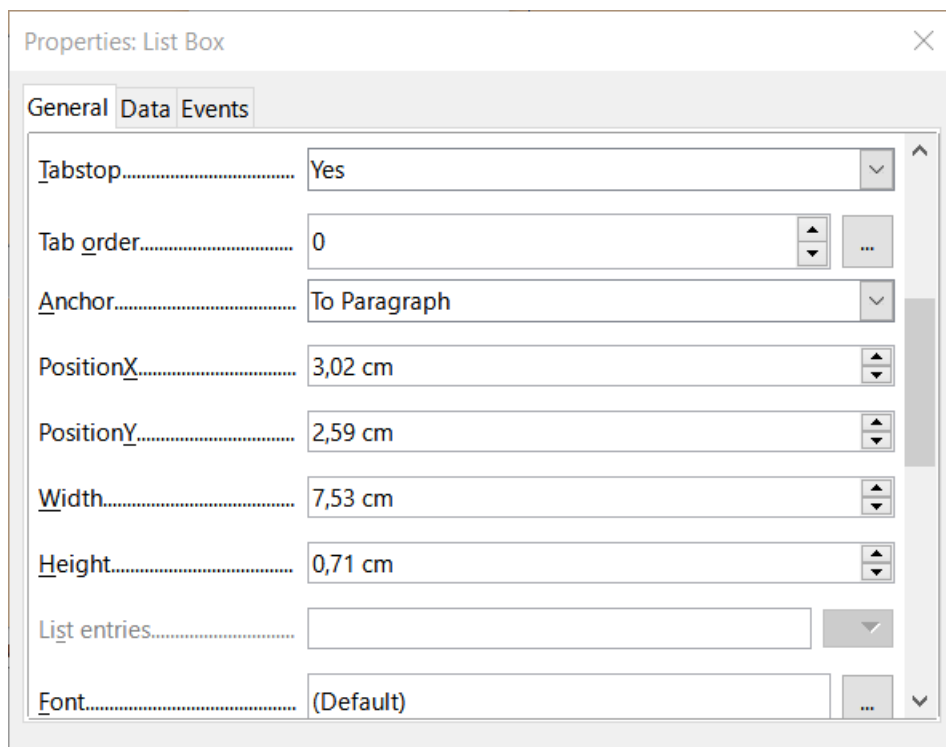 Properties: List Box
General Data Events
Tabstop....................................... Yes
Tab order................................. 0 ...
Anchor........................................ To Paragraph
PositionX.................................. 3,02 cm
PositionY.................................. 2,59 cm
Width.......................................... 7,53 cm
Height........................................ 0,71 cm
List entries...............................
Font............................................. (Default) ...